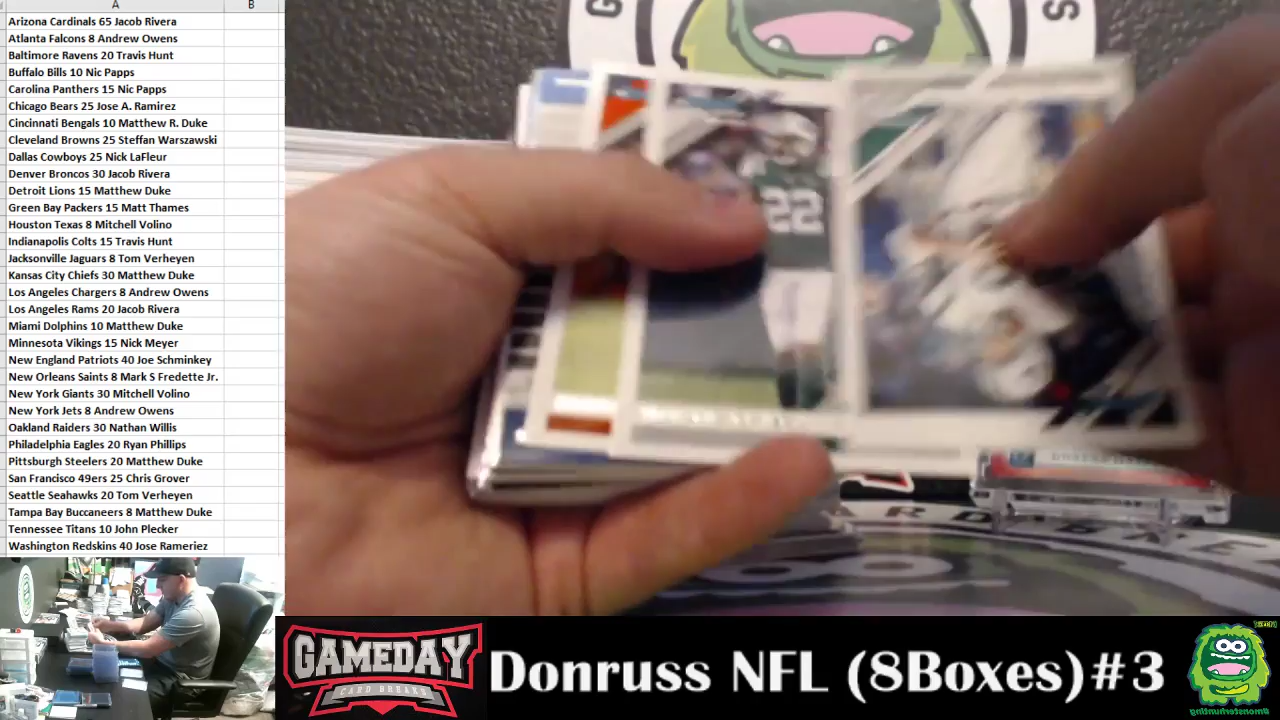 A B
Arizona Cardinals 65 Jacob Rivera
Atlanta Falcons 8 Andrew Owens
Baltimore Ravens 20 Travis Hunt
Buffalo Bills 10 Nic Papps
Carolina Panthers 15 Nic Papps
Chicago Bears 25 Jose A. Ramirez
Cincinnati Bengals 10 Matthew R. Duke
Cleveland Browns 25 Steffan Warszawski
Dallas Cowboys 25 Nick LaFleur
Denver Broncos 30 Jacob Rivera
Detroit Lions 15 Matthew Duke
Green Bay Packers 15 Matt Thames
Houston Texas 8 Mitchell Volino
Indianapolis Colts 15 Travis Hunt
Jacksonville Jaguars 8 Tom Verheyen
Kansas City Chiefs 30 Matthew Duke
Los Angeles Chargers 8 Andrew Owens
Los Angeles Rams 20 Jacob Rivera
Miami Dolphins 10 Matthew Duke
Minnesota Vikings 15 Nick Meyer
New England Patriots 40 Joe Schminkey
New Orleans Saints 8 Mark S Fredette Jr.
New York Giants 30 Mitchell Volino
New York Jets 8 Andrew Owens
Oakland Raiders 30 Nathan Willis
Philadelphia Eagles 20 Ryan Phillips
Pittsburgh Steelers 20 Matthew Duke
San Francisco 49ers 25 Chris Grover
Seattle Seahawks 20 Tom Verheyen
Tampa Bay Buccaneers 8 Matthew Duke
Tennessee Titans 10 John Plecker
Washington Redskins 40 Jose Rameriez
22
GAMEDAY
CARD BREAKS
Donruss NFL (8Boxes)#3
#monsterhunting